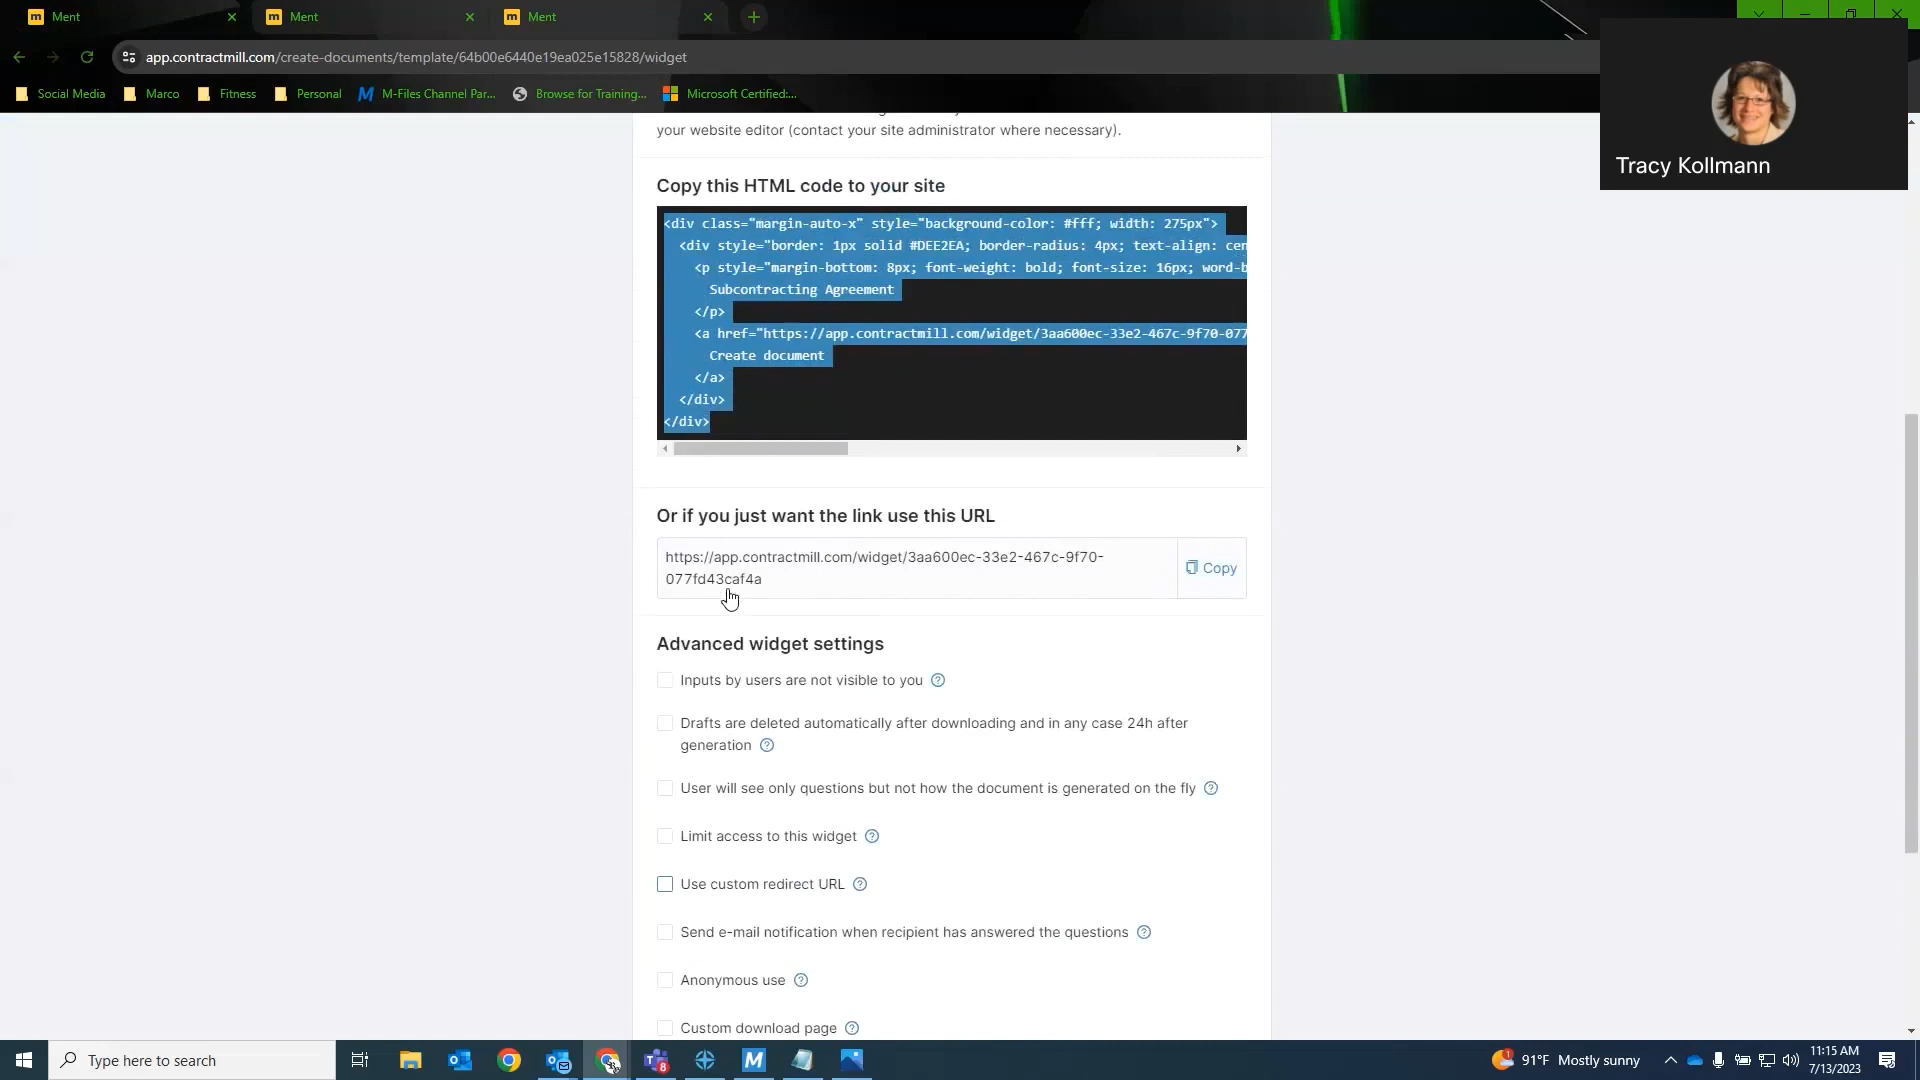 Ment
Ment
Ment
app.contractmill.com/create-documents/template/64b00e6440e19ea025e15828/widget
Social Media
Marco
Fitness
Personal
M-Files Channel Par...
Browse for Training...
Microsoft Certified:...
Tracy Kollmann
your website editor (contact your site administrator where necessary).
Copy this HTML code to your site
<div class="margin-auto-x" style="background-color: #fff; width: 275px">
<div style="border: 1px solid #DEE2EA; border-radius: 4px; text-align: cen
<p style="margin-bottom: 8px; font-weight: bold; font-size: 16px; word-b
Subcontracting Agreement
</p>
<a href="https://app.contractmill.com/widget/3aa600ec-33e2-467c-9f70-077
Create document
</a>
</div>
</div>
Or if you just want the link use this URL
https://app.contractmill.com/widget/3aa600ec-33e2-467c-9f70-
077fd43caf4a
Copy
Advanced widget settings
Inputs by users are not visible to you
Drafts are deleted automatically after downloading and in any case 24h after
generation
User will see only questions but not how the document is generated on the fly
Limit access to this widget
Use custom redirect URL
Send e-mail notification when recipient has answered the questions
Anonymous use
Custom download page
Type here to search
91°F Mostly sunny
11:15 AM
7/13/2023